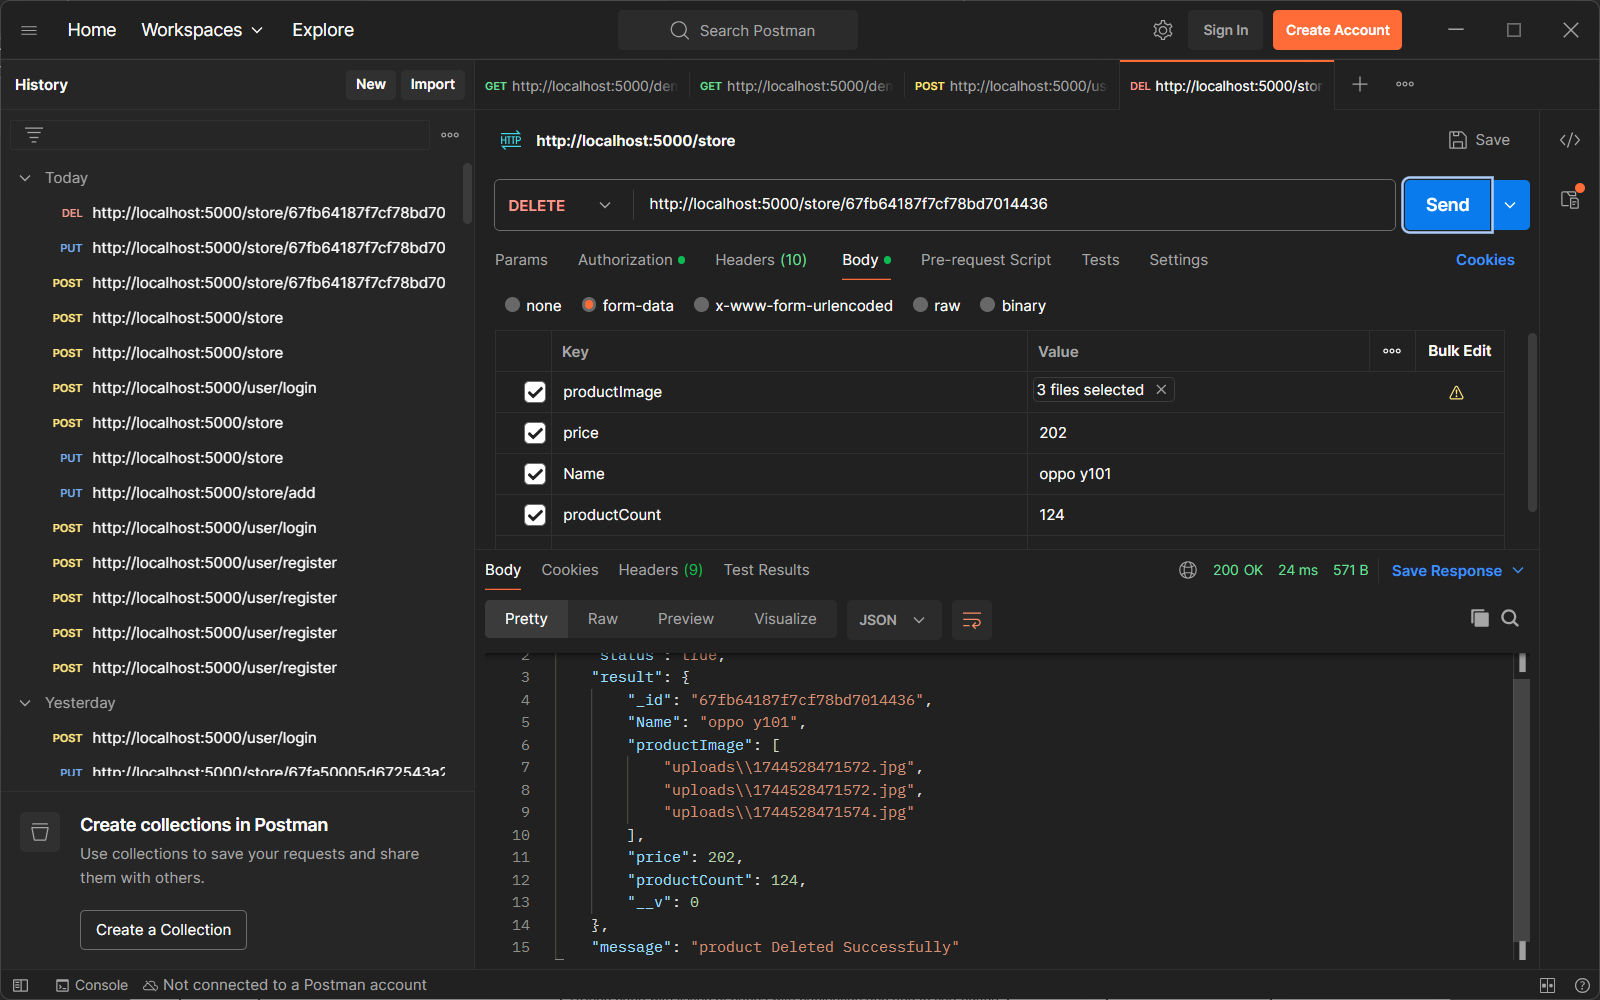 Home
Workspaces
Explore
Search Postman
Sign In
Create Account
History
New
Import
GET http://localhost:5000/den
GET http://localhost:5000/den
POST http://localhost:5000/us
DEL http://localhost:5000/stor
HTTP http://localhost:5000/store
Save
Today
DEL http://localhost:5000/store/67fb64187f7cf78bd70
PUT http://localhost:5000/store/67fb64187f7cf78bd70
POST http://localhost:5000/store/67fb64187f7cf78bd70
POST http://localhost:5000/store
POST http://localhost:5000/store
POST http://localhost:5000/user/login
POST http://localhost:5000/store
PUT http://localhost:5000/store
PUT http://localhost:5000/store/add
POST http://localhost:5000/user/login
POST http://localhost:5000/user/register
POST http://localhost:5000/user/register
POST http://localhost:5000/user/register
POST http://localhost:5000/user/register
Yesterday
POST http://localhost:5000/user/login
PUT http://localhost:5000/store/67fa50005d672543a2
Create collections in Postman
Use collections to save your requests and share
them with others.
Create a Collection
DELETE
http://localhost:5000/store/67fb64187f7cf78bd7014436
Send
Params
Authorization
Headers (10)
Body
Pre-request Script
Tests
Settings
Cookies
none
form-data
x-www-form-urlencoded
raw
binary
Key
Value
Bulk Edit
productImage
3 files selected
price
202
Name
oppo y101
productCount
124
Body
Cookies
Headers (9)
Test Results
200 OK
24 ms
571 B
Save Response
Pretty
Raw
Preview
Visualize
JSON
2 "status": true,
3 "result": {
4 "_id": "67fb64187f7cf78bd7014436",
5 "Name": "oppo y101",
6 "productImage": [
7 "uploads\\1744528471572.jpg",
8 "uploads\\1744528471572.jpg",
9 "uploads\\1744528471574.jpg"
10 ],
11 "price": 202,
12 "productCount": 124,
13 "__v": 0
14 },
15 "message": "product Deleted Successfully"
Console
Not connected to a Postman account